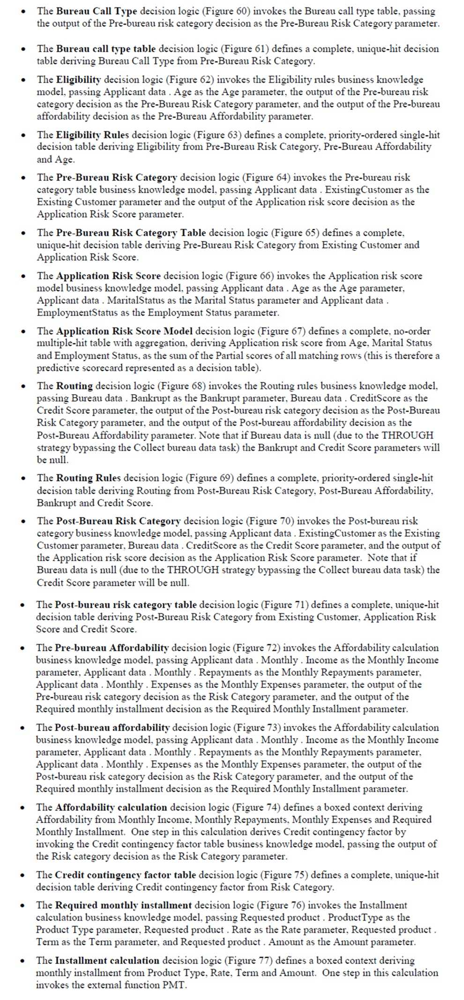 • The Bureau Call Type decision logic (Figure 60) invokes the Bureau call type table, passing
the output of the Pre-bureau risk category decision as the Pre-Bureau Risk Category parameter.
• The Bureau call type table decision logic (Figure 61) defines a complete, unique-hit decision
table deriving Bureau Call Type from Pre-Bureau Risk Category.
• The Eligibility decision logic (Figure 62) invokes the Eligibility rules business knowledge
model, passing Applicant data . Age as the Age parameter, the output of the Pre-bureau risk
category decision as the Pre-Bureau Risk Category parameter, and the output of the Pre-bureau
affordability decision as the Pre-Bureau Affordability parameter.
• The Eligibility Rules decision logic (Figure 63) defines a complete, priority-ordered single-hit
decision table deriving Eligibility from Pre-Bureau Risk Category, Pre-Bureau Affordability
and Age.
• The Pre-Bureau Risk Category decision logic (Figure 64) invokes the Pre-bureau risk
category table business knowledge model, passing Applicant data . ExistingCustomer as the
Existing Customer parameter and the output of the Application risk score decision as the
Application Risk Score parameter.
• The Pre-Bureau Risk Category Table decision logic (Figure 65) defines a complete,
unique-hit decision table deriving Pre-Bureau Risk Category from Existing Customer and
Application Risk Score.
• The Application Risk Score decision logic (Figure 66) invokes the Application risk score
model business knowledge model, passing Applicant data . Age as the Age parameter,
Applicant data . MaritalStatus as the Marital Status parameter and Applicant data .
EmploymentStatus as the Employment Status parameter.
• The Application Risk Score Model decision logic (Figure 67) defines a complete, no-order
multiple-hit table with aggregation, deriving Application risk score from Age, Marital Status
and Employment Status, as the sum of the Partial scores of all matching rows (this is therefore a
predictive scorecard represented as a decision table).
• The Routing decision logic (Figure 68) invokes the Routing rules business knowledge model,
passing Bureau data . Bankrupt as the Bankrupt parameter, Bureau data . CreditScore as the
Credit Score parameter, the output of the Post-bureau risk category decision as the Post-Bureau
Risk Category parameter, and the output of the Post-bureau affordability decision as the
Post-Bureau Affordability parameter. Note that if Bureau data is null (due to the THROUGH
strategy bypassing the Collect bureau data task) the Bankrupt and Credit Score parameters will
be null.
• The Routing Rules decision logic (Figure 69) defines a complete, priority-ordered single-hit
decision table deriving Routing from Post-Bureau Risk Category, Post-Bureau Affordability,
Bankrupt and Credit Score.
• The Post-Bureau Risk Category decision logic (Figure 70) invokes the Post-bureau risk
category business knowledge model, passing Applicant data . ExistingCustomer as the Existing
Customer parameter, Bureau data . CreditScore as the Credit Score parameter, and the output of
the Application risk score decision as the Application Risk Score parameter. Note that if
Bureau data is null (due to the THROUGH strategy bypassing the Collect bureau data task) the
Credit Score parameter will be null.
• The Post-bureau risk category table decision logic (Figure 71) defines a complete, unique-hit
decision table deriving Post-Bureau Risk Category from Existing Customer, Application Risk
Score and Credit Score.
• The Pre-bureau Affordability decision logic (Figure 72) invokes the Affordability calculation
business knowledge model, passing Applicant data . Monthly . Income as the Monthly Income
parameter, Applicant data . Monthly . Repayments as the Monthly Repayments parameter,
Applicant data . Monthly . Expenses as the Monthly Expenses parameter, the output of the
Pre-bureau risk category decision as the Risk Category parameter, and the output of the
Required monthly installment decision as the Required Monthly Installment parameter.
• The Post-bureau affordability decision logic (Figure 73) invokes the Affordability calculation
business knowledge model, passing Applicant data . Monthly . Income as the Monthly Income
parameter, Applicant data . Monthly . Repayments as the Monthly Repayments parameter,
Applicant data . Monthly . Expenses as the Monthly Expenses parameter, the output of the
Post-bureau risk category decision as the Risk Category parameter, and the output of the
Required monthly installment decision as the Required Monthly Installment parameter.
• The Affordability calculation decision logic (Figure 74) defines a boxed context deriving
Affordability from Monthly Income, Monthly Repayments, Monthly Expenses and Required
Monthly Installment. One step in this calculation derives Credit contingency factor by
invoking the Credit contingency factor table business knowledge model, passing the output of
the Risk category decision as the Risk Category parameter.
• The Credit contingency factor table decision logic (Figure 75) defines a complete, unique-hit
decision table deriving Credit contingency factor from Risk Category.
• The Required monthly installment decision logic (Figure 76) invokes the Installment
calculation business knowledge model, passing Requested product . ProductType as the
Product Type parameter, Requested product . Rate as the Rate parameter, Requested product .
Term as the Term parameter, and Requested product . Amount as the Amount parameter.
• The Installment calculation decision logic (Figure 77) defines a boxed context deriving
monthly installment from Product Type, Rate, Term and Amount. One step in this calculation
invokes the external function PMT.